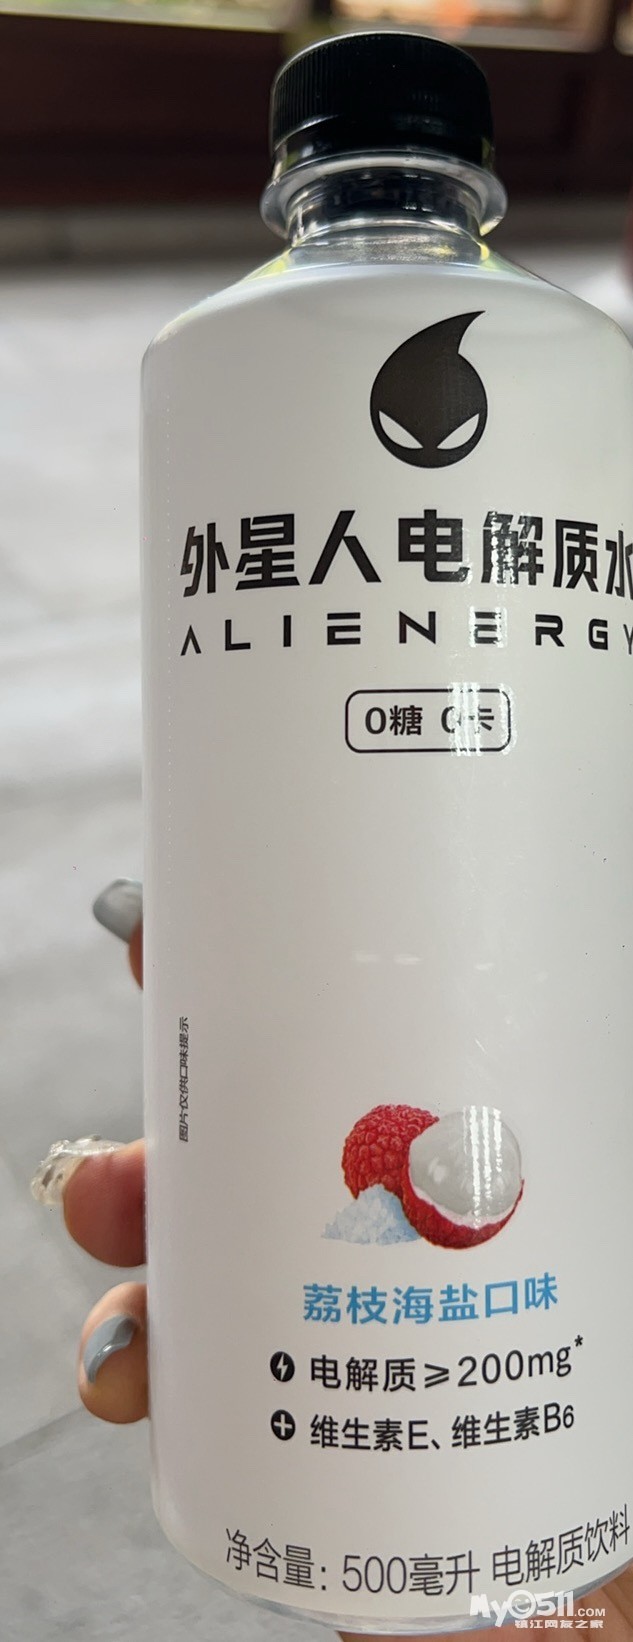 外星人电解质水
ALIENERGY
0糖 0卡
图片仅供口味提示
荔枝海盐口味
电解质≥200mg*
维生素E、维生素B6
净含量：500毫升 电解质饮料
My0511.COM
镇江网友之家